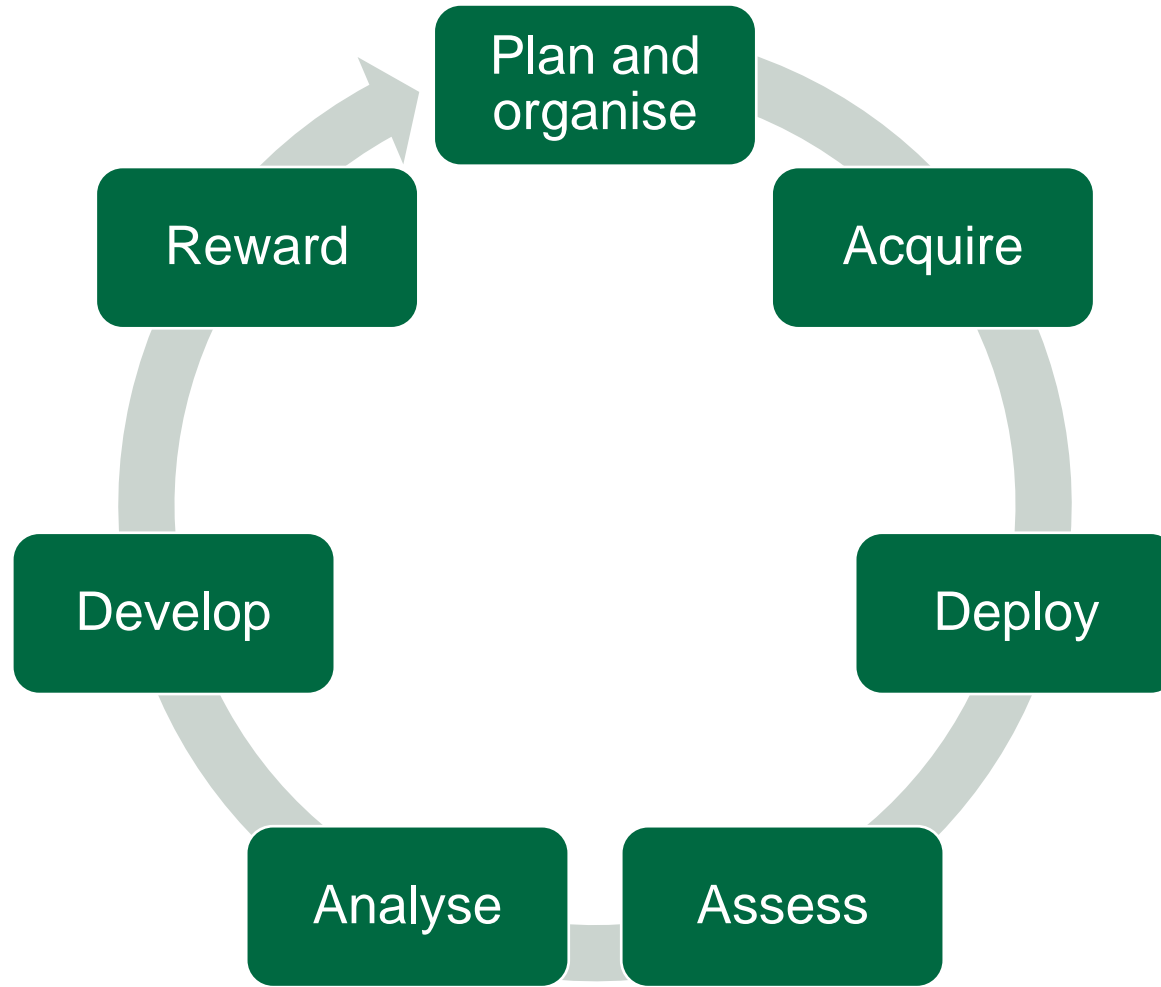 Plan and
organise
Acquire
Deploy
Assess
Analyse
Develop
Reward